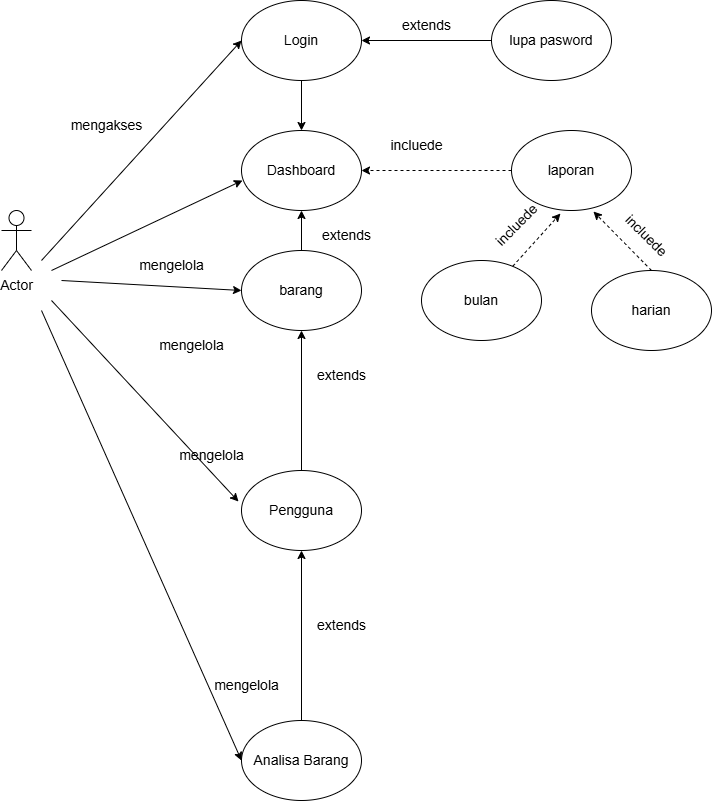 Login
extends
lupa pasword
mengakses
Dashboard
incluede
laporan
incluede
incluede
extends
Actor
mengelola
barang
bulan
harian
mengelola
extends
mengelola
Pengguna
extends
mengelola
Analisa Barang